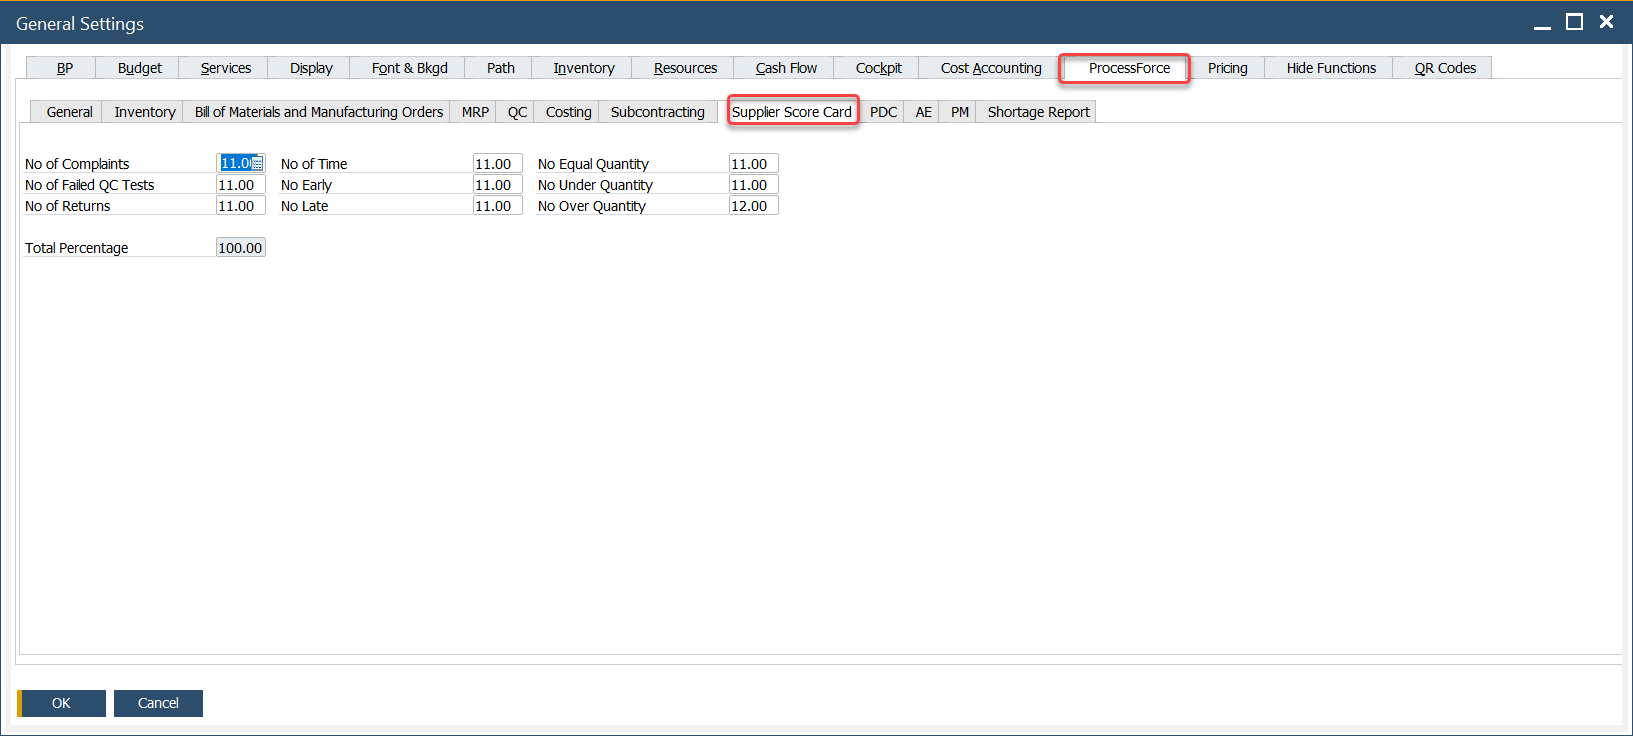 General Settings
BP Budget Services Display Font & Bkgd Path Inventory Resources Cash Flow Cockpit Cost Accounting ProcessForce Pricing Hide Functions QR Codes
General Inventory Bill of Materials and Manufacturing Orders MRP QC Costing Subcontracting Supplier Score Card PDC AE PM Shortage Report
No of Complaints 11.00 No of Time 11.00 No Equal Quantity 11.00
No of Failed QC Tests 11.00 No Early 11.00 No Under Quantity 11.00
No of Returns 11.00 No Late 11.00 No Over Quantity 12.00
Total Percentage 100.00
OK Cancel